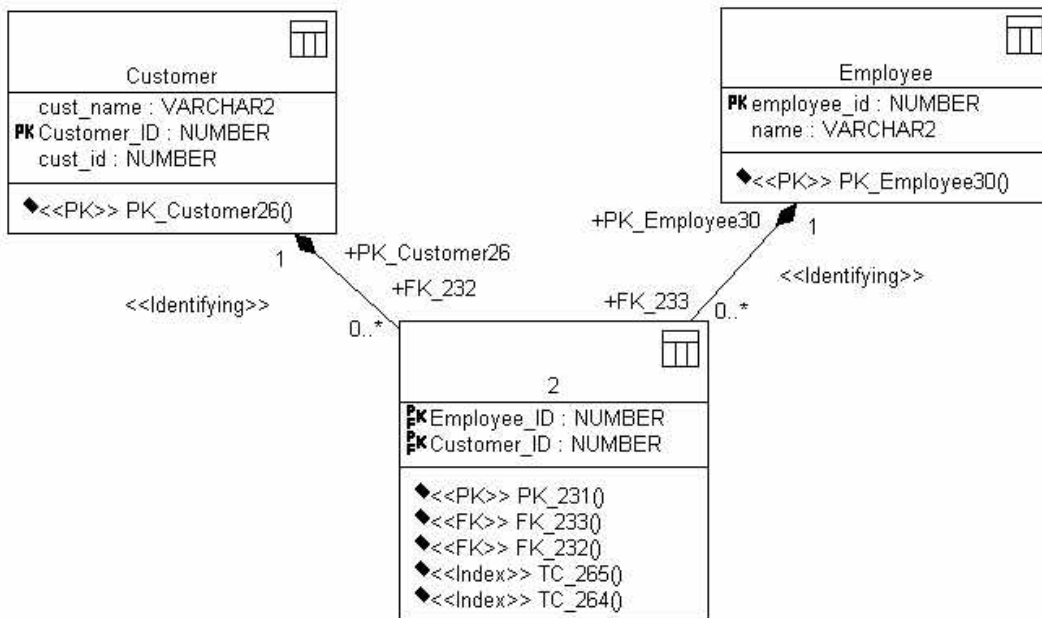 Customer
cust_name : VARCHAR2
PK Customer_ID : NUMBER
cust_id : NUMBER
<<PK>> PK_Customer26()
Employee
PK employee_id : NUMBER
name : VARCHAR2
<<PK>> PK_Employee30()
+PK_Employee30
1
1
+PK_Customer26
<<Identifying>>
<<Identifying>>
+FK_232
+FK_233
0..*
0..*
2
PFK Employee_ID : NUMBER
PFK Customer_ID : NUMBER
<<PK>> PK_231()
<<FK>> FK_233()
<<FK>> FK_232()
<<Index>> TC_265()
<<Index>> TC_264()